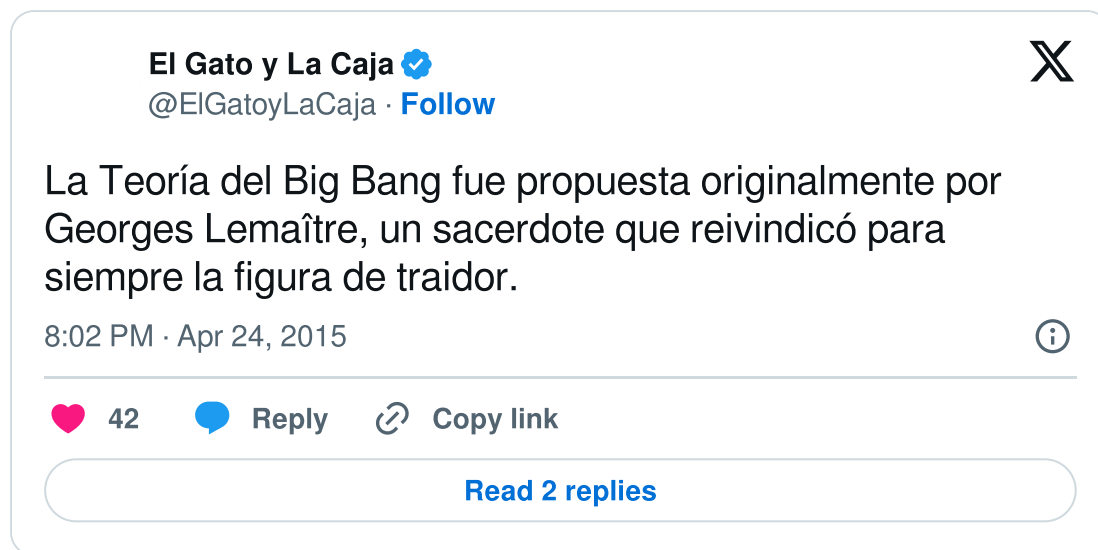 El Gato y La Caja
@ElGatoyLaCaja · Follow
La Teoría del Big Bang fue propuesta originalmente por
Georges Lemaître, un sacerdote que reivindicó para
siempre la figura de traidor.
8:02 PM · Apr 24, 2015
42 Reply Copy link
Read 2 replies